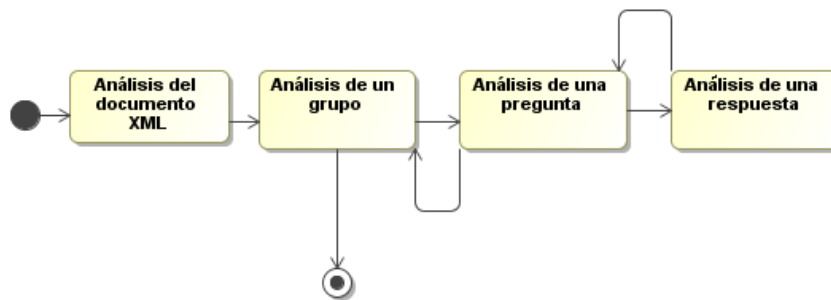 Análisis del
documento
XML
Análisis de un
grupo
Análisis de una
pregunta
Análisis de una
respuesta